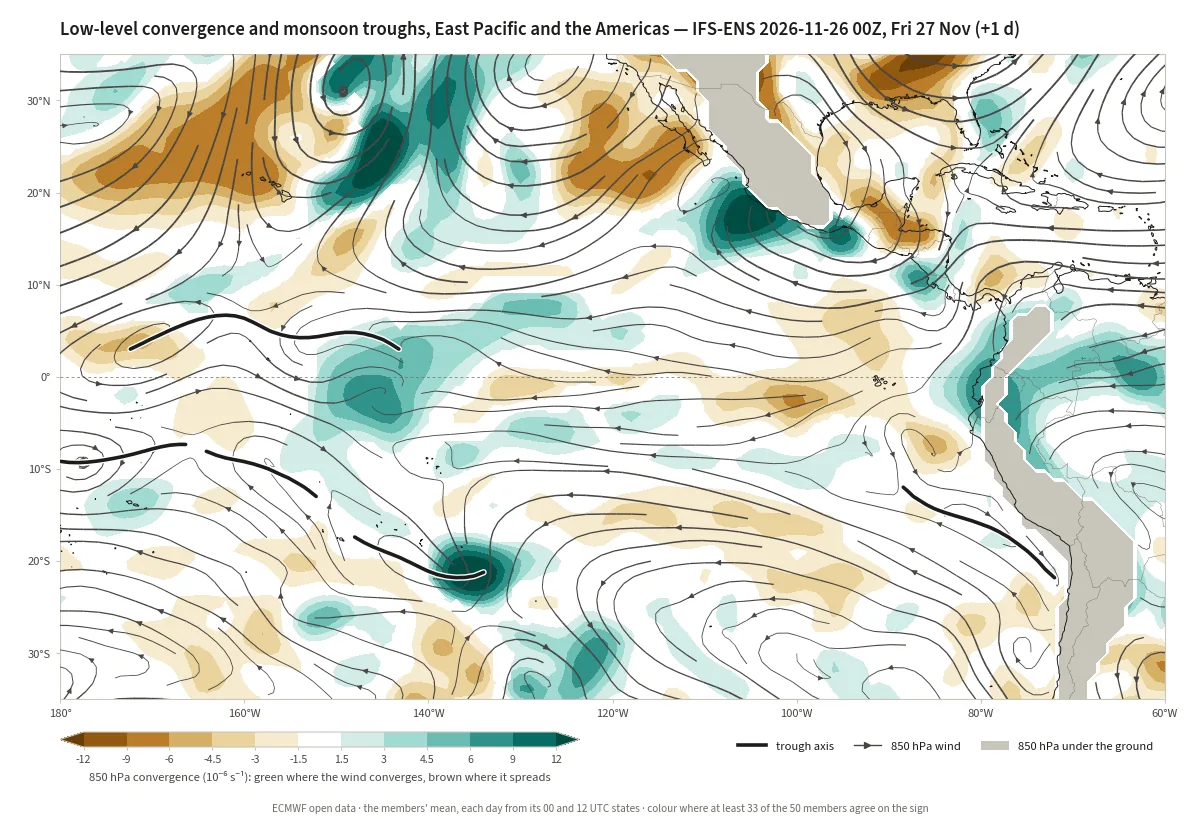 Low-level convergence and monsoon troughs, East Pacific and the Americas — IFS-ENS 2026-11-26 00Z, Fri 27 Nov (+1 d)
30°N
20°N
10°N
0°
10°S
20°S
30°S
180° 160°W 140°W 120°W 100°W 80°W 60°W
-12 -9 -6 -4.5 -3 -1.5 1.5 3 4.5 6 9 12
850 hPa convergence (10⁻⁶ s⁻¹): green where the wind converges, brown where it spreads
trough axis 850 hPa wind 850 hPa under the ground
ECMWF open data · the members' mean, each day from its 00 and 12 UTC states · colour where at least 33 of the 50 members agree on the sign